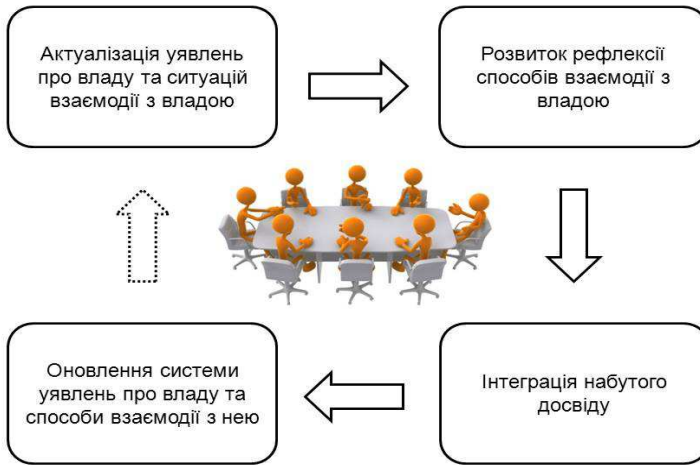 Актуалізація уявлень
про владу та ситуацій
взаємодії з владою
Розвиток рефлексії
способів взаємодії з
владою
Оновлення системи
уявлень про владу та
способи взаємодії з нею
Інтеграція набутого
досвіду